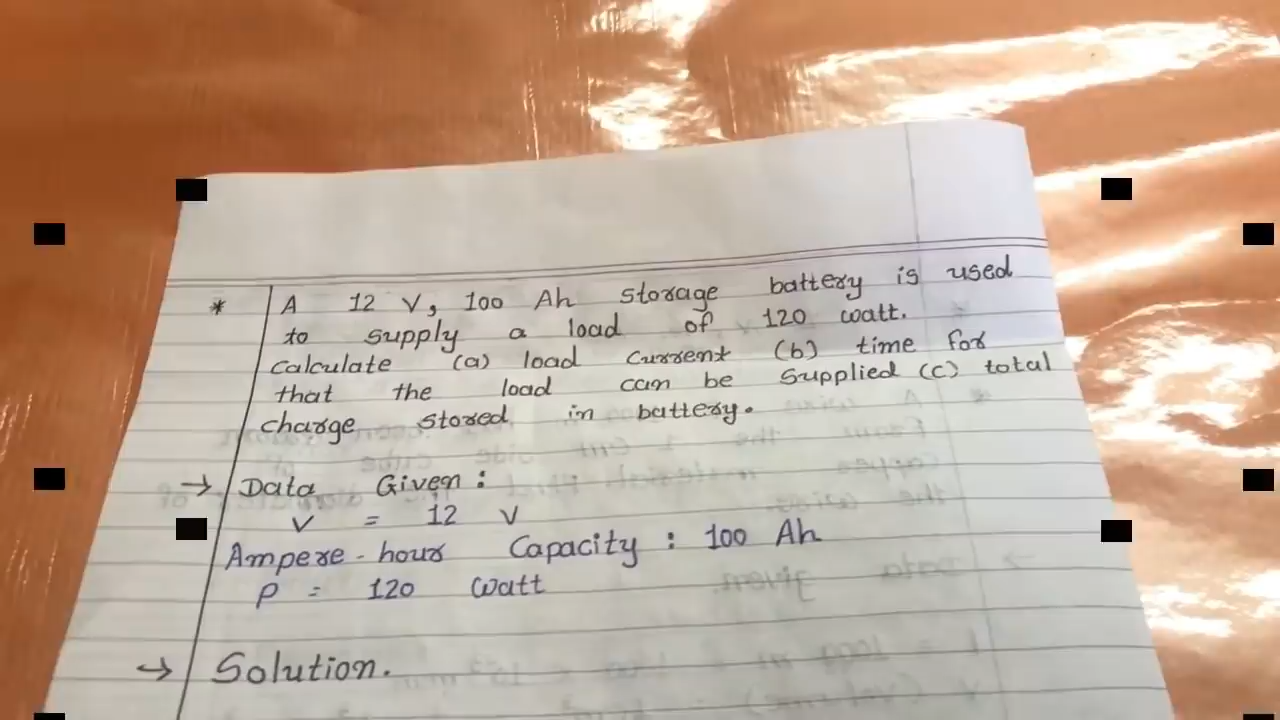 * A 12 V, 100 Ah storage battery is used
to supply a load of 120 watt.
calculate (a) load current (b) time for
that the load can be supplied (c) total
charge stored in battery.
→ Data Given :
V = 12 V
Ampere-hour Capacity : 100 Ah
P = 120 watt
→ Solution.